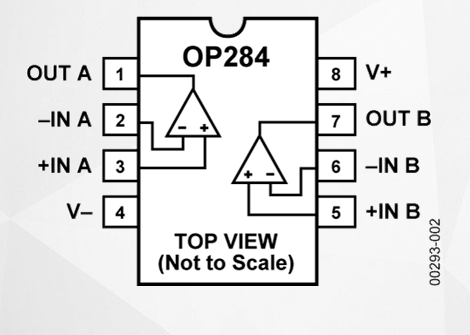 OP284
OUT A 1
–IN A 2
+IN A 3
V– 4
8 V+
7 OUT B
6 –IN B
5 +IN B
– +
+ –
TOP VIEW
(Not to Scale)
00293-002